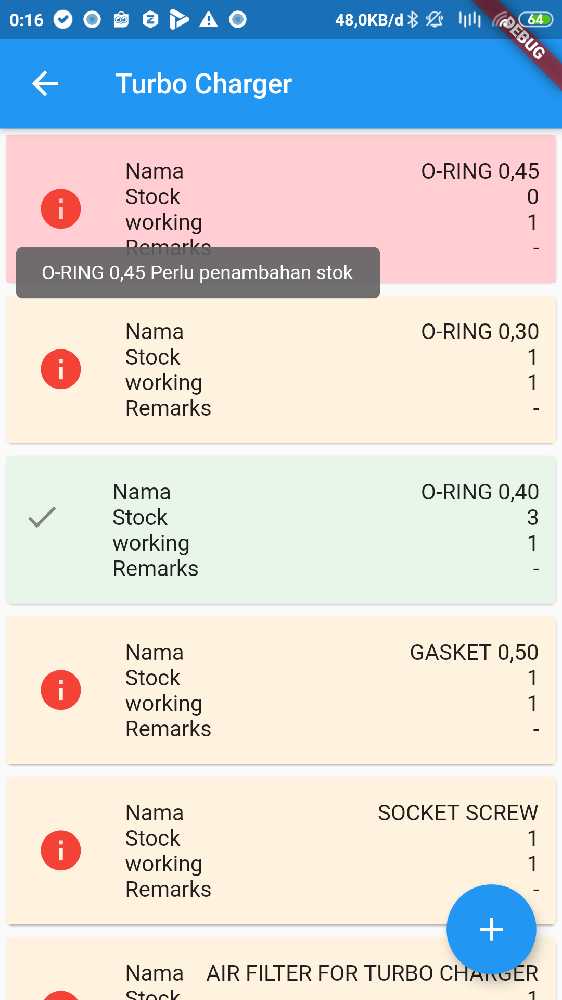 0:16
48,0KB/d
64
DEBUG
Turbo Charger
Nama O-RING 0,45
Stock 0
working 1
Remarks -
O-RING 0,45 Perlu penambahan stok
Nama O-RING 0,30
Stock 1
working 1
Remarks -
Nama O-RING 0,40
Stock 3
working 1
Remarks -
Nama GASKET 0,50
Stock 1
working 1
Remarks -
Nama SOCKET SCREW
Stock 1
working 1
Remarks -
Nama AIR FILTER FOR TURBO CHARGER
Stock 1